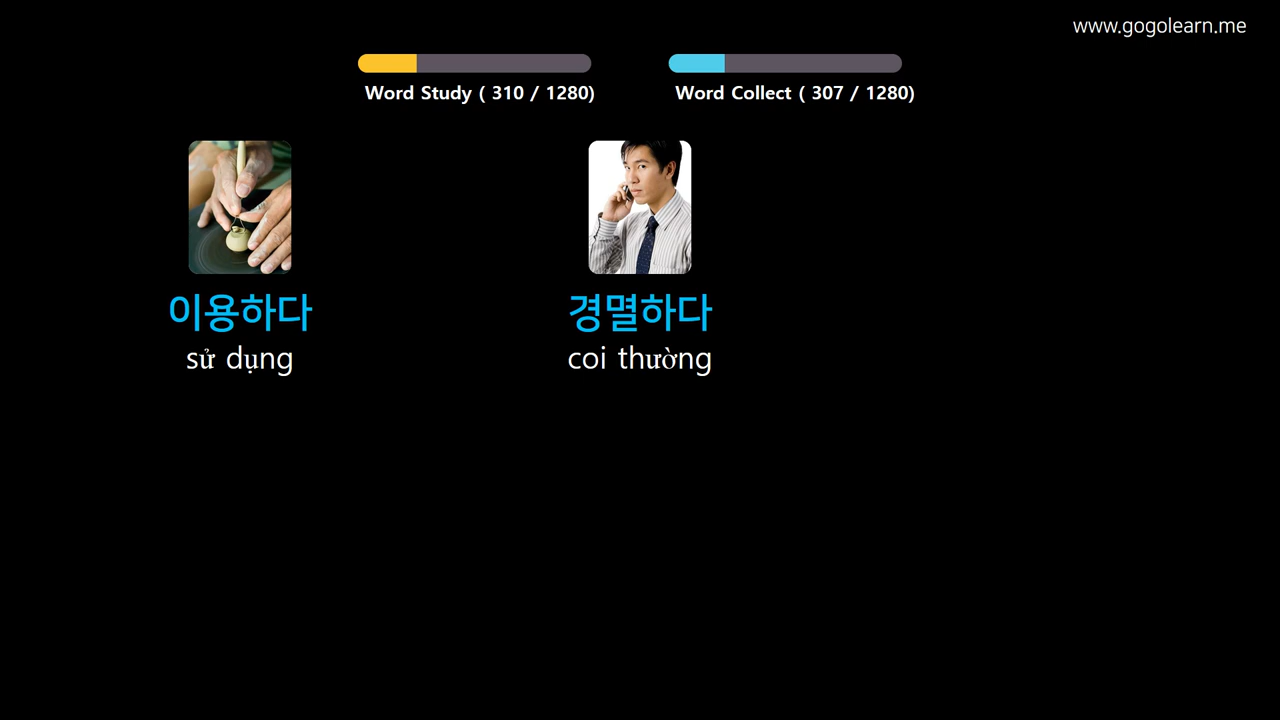 www.gogolearn.me
Word Study ( 310 / 1280)
Word Collect ( 307 / 1280)
이용하다
sử dụng
경멸하다
coi thường